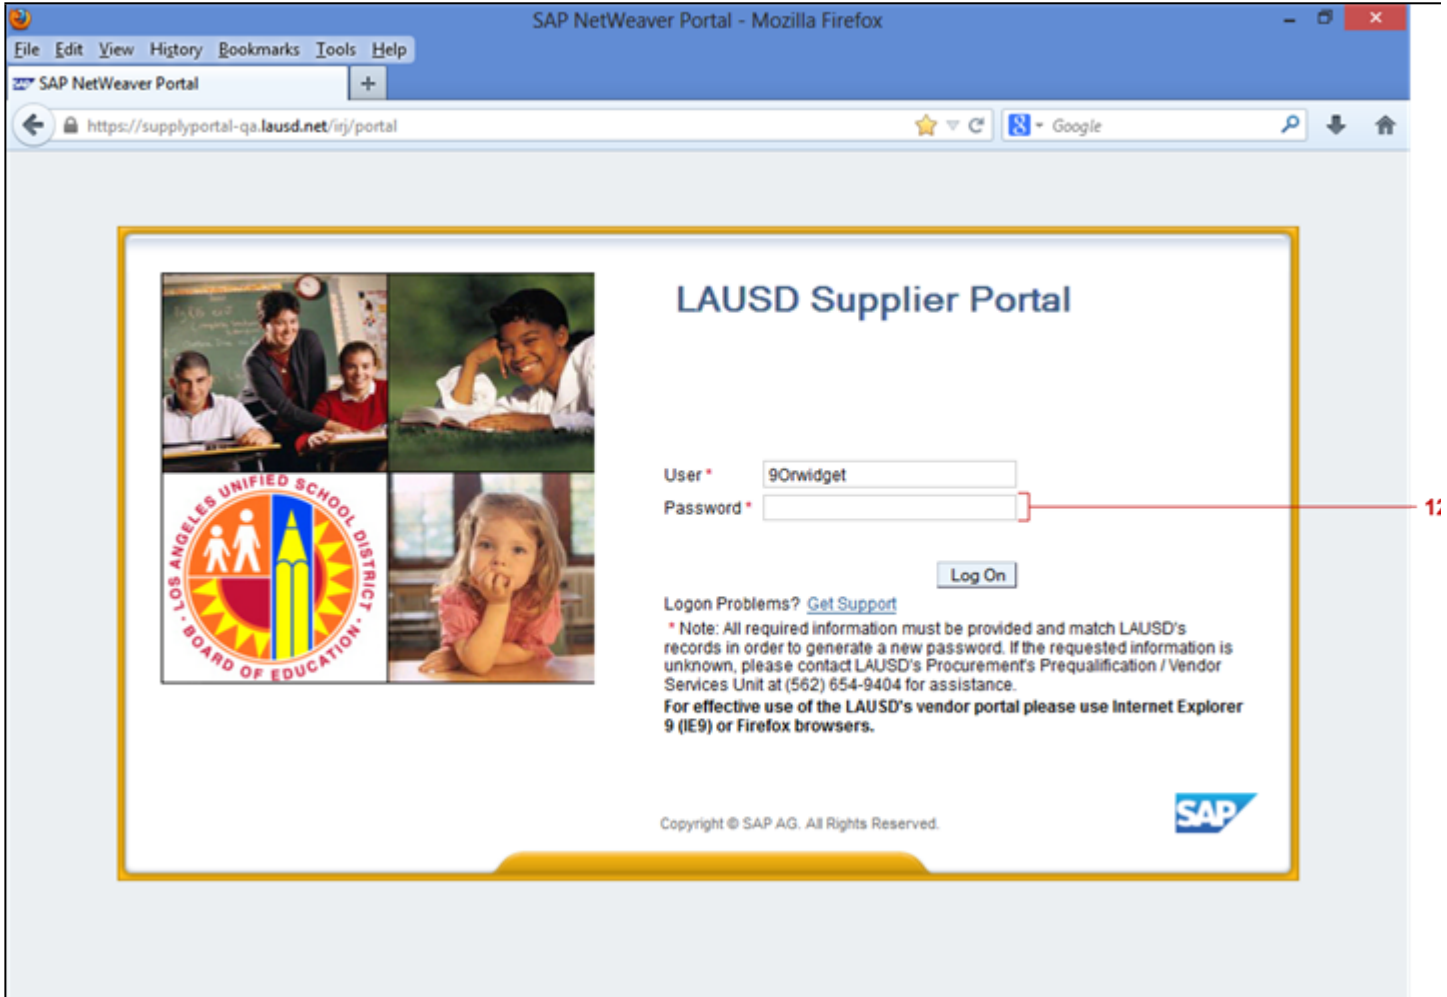 SAP NetWeaver Portal - Mozilla Firefox
File Edit View History Bookmarks Tools Help
SAP NetWeaver Portal
https://supplyportal-qa.lausd.net/irj/portal
Google
LAUSD Supplier Portal
LOS ANGELES UNIFIED SCHOOL DISTRICT
BOARD OF EDUCATION
User *
9Orwidget
Password *
12
Log On
Logon Problems? Get Support
* Note: All required information must be provided and match LAUSD's
records in order to generate a new password. If the requested information is
unknown, please contact LAUSD's Procurement's Prequalification / Vendor
Services Unit at (562) 654-9404 for assistance.
For effective use of the LAUSD's vendor portal please use Internet Explorer
9 (IE9) or Firefox browsers.
Copyright © SAP AG. All Rights Reserved.
SAP